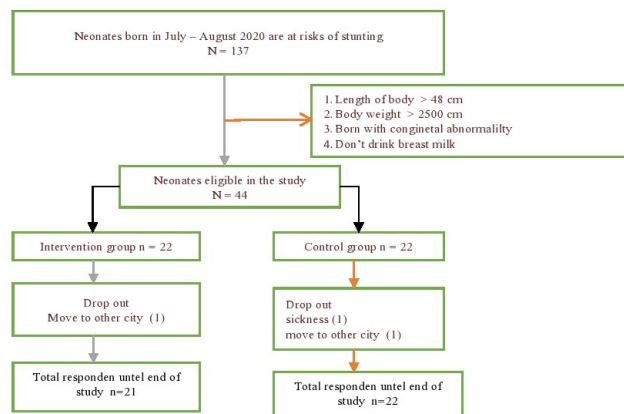 Neonates born in July – August 2020 are at risks of stunting
N = 137
1. Length of body > 48 cm
2. Body weight > 2500 cm
3. Born with conginetal abnormalilty
4. Don't drink breast milk
Neonates eligible in the study
N = 44
Intervention group n = 22
Control group n = 22
Drop out
Move to other city (1)
Drop out
sickness (1)
move to other city (1)
Total responden untel end of
study n=21
Total responden untel end of
study n=22